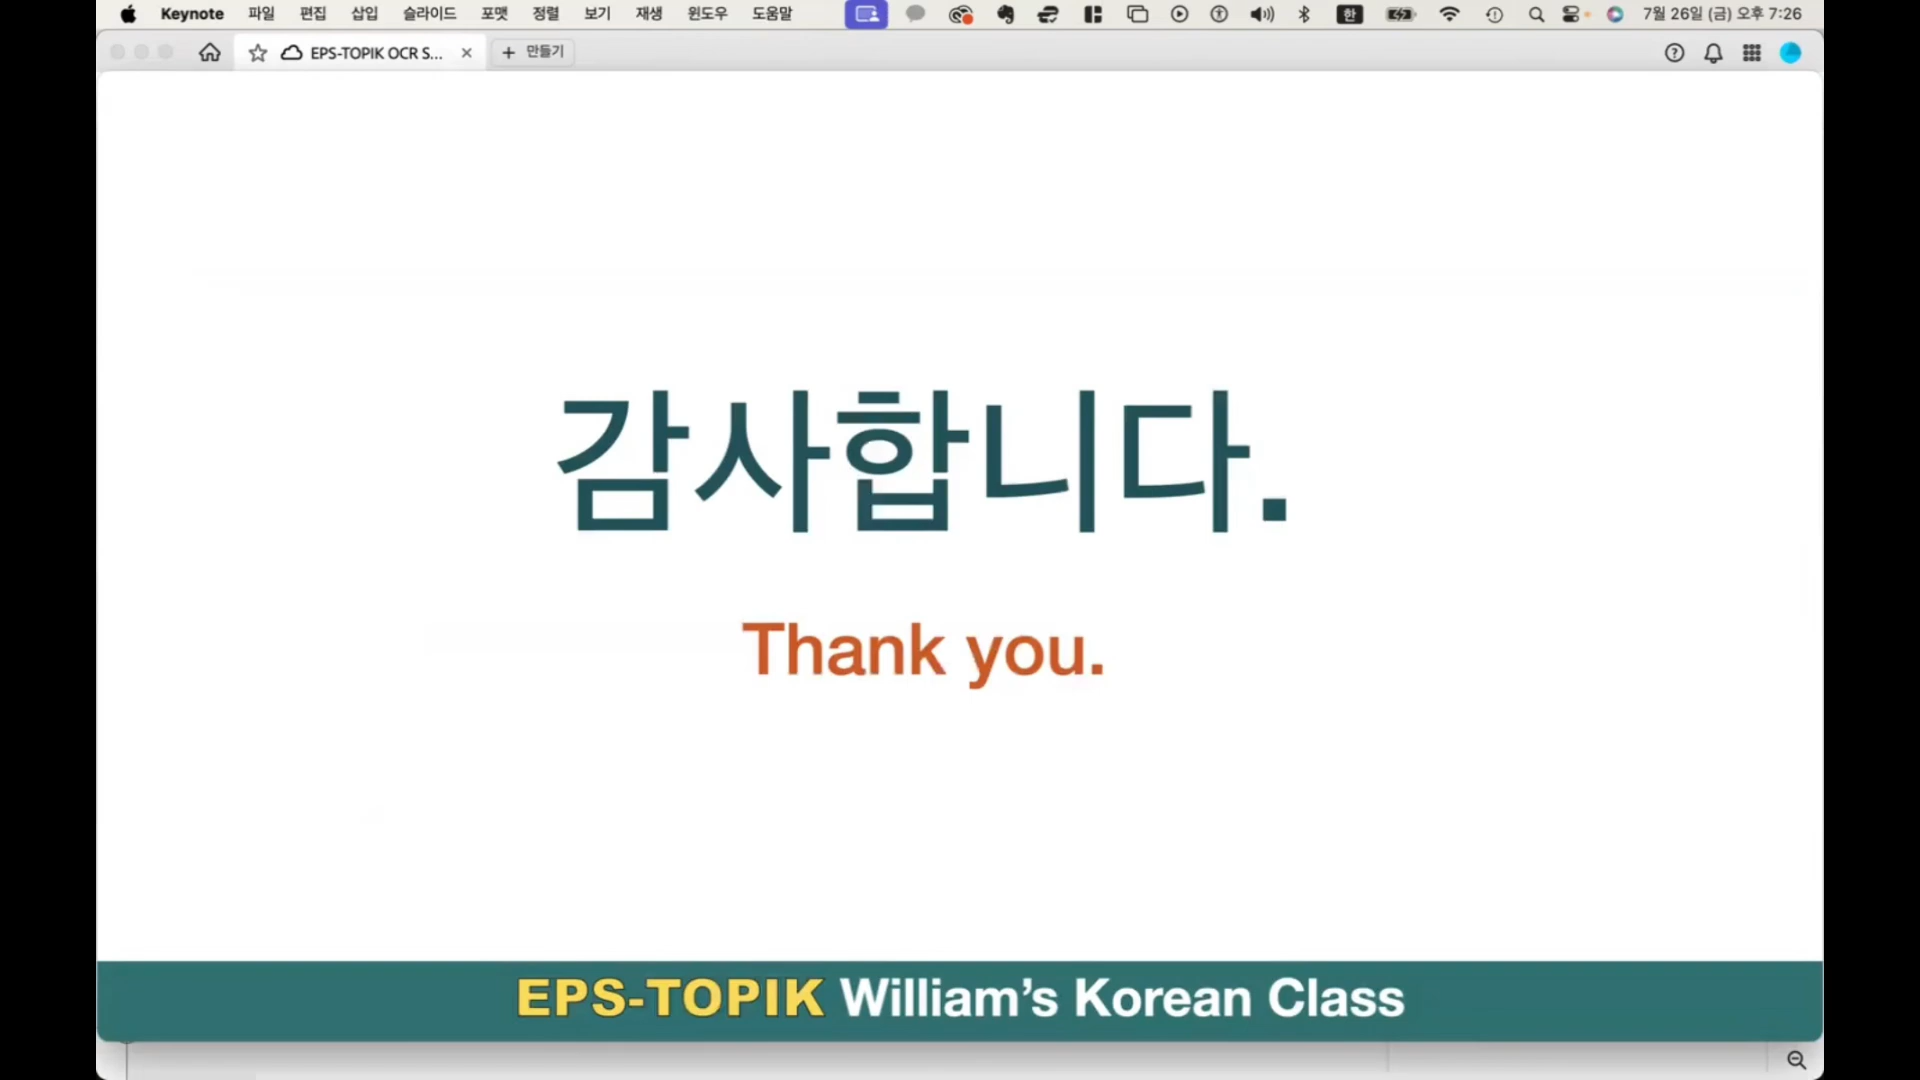 Keynote 파일 편집 삽입 슬라이드 포맷 정렬 보기 재생 윈도우 도움말 한 7월 26일 (금) 오후 7:26
EPS-TOPIK OCR S... × + 만들기
감사합니다.
Thank you.
EPS-TOPIK William’s Korean Class